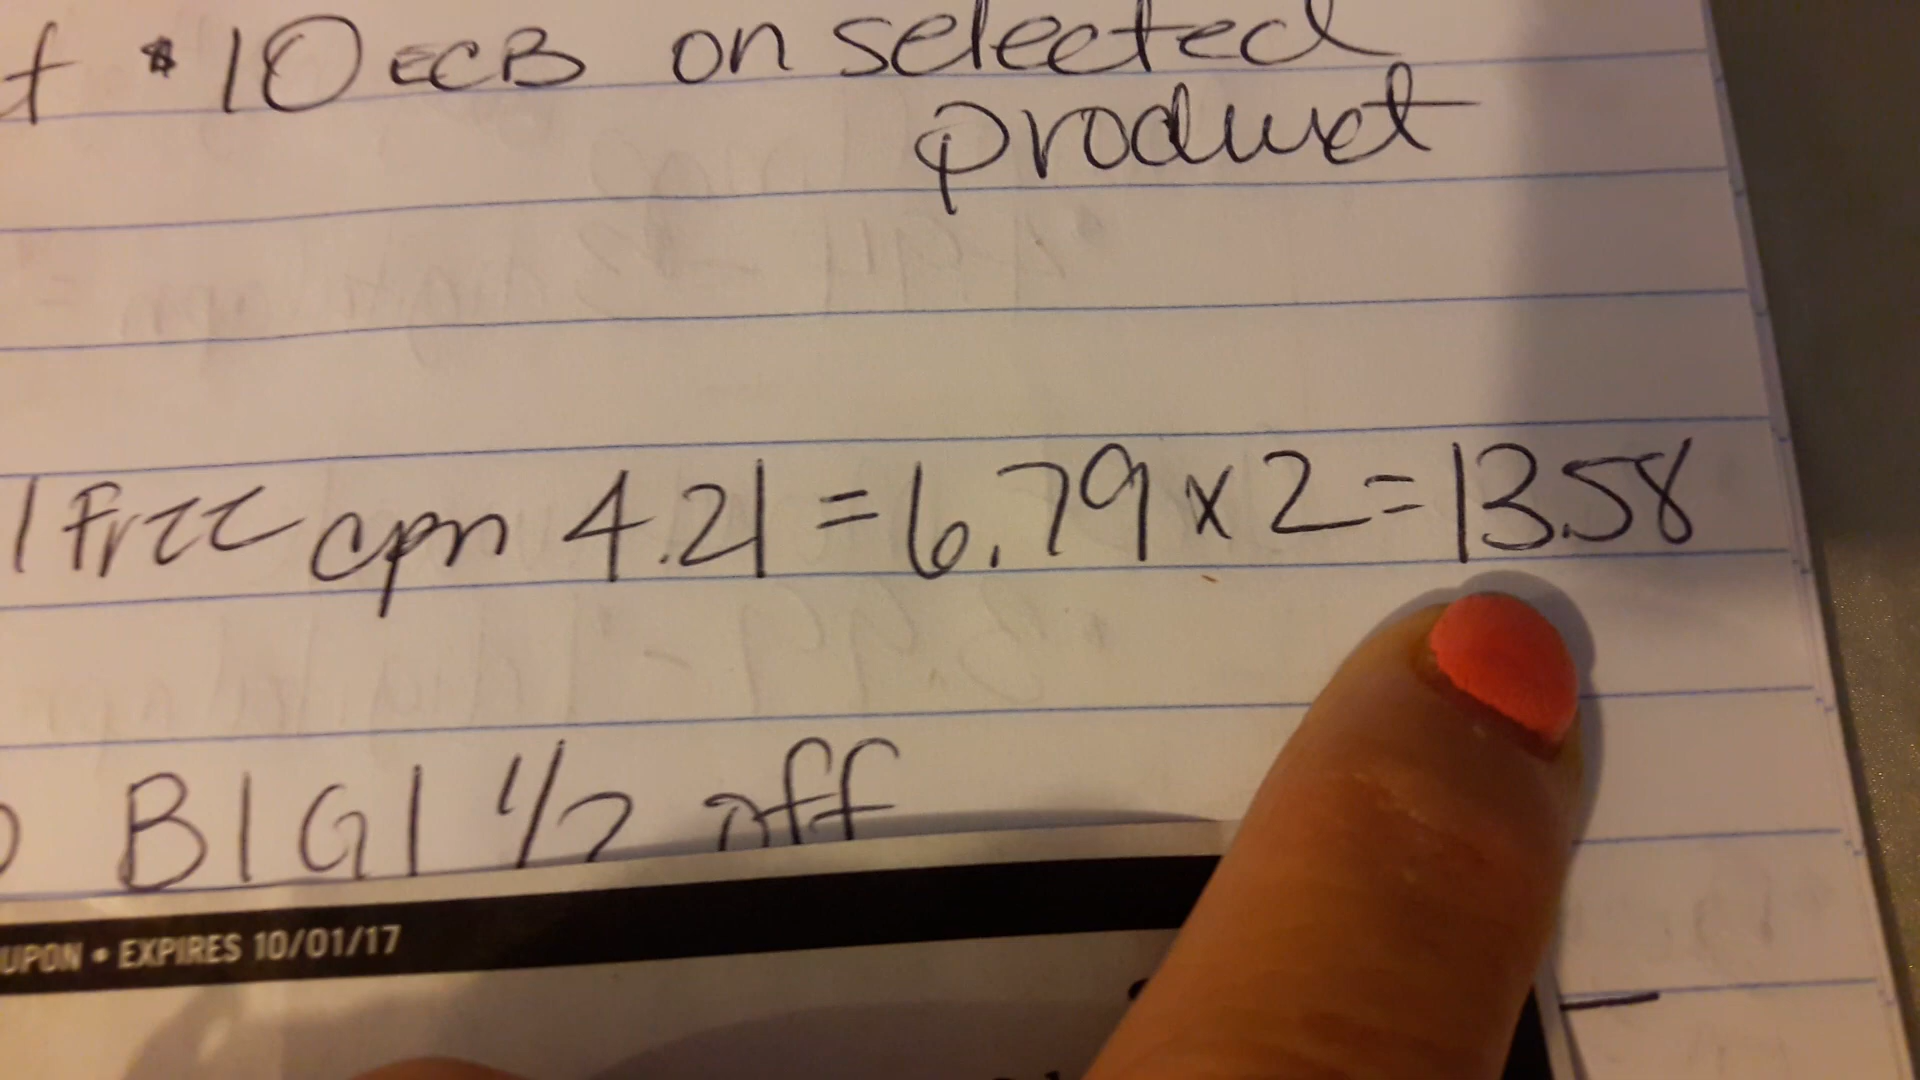 $10 ECB on selected
product
1 Free cpn 4.21 = 6.79 x 2 = 13.58
B1G1 1/2 off
UPON • EXPIRES 10/01/17